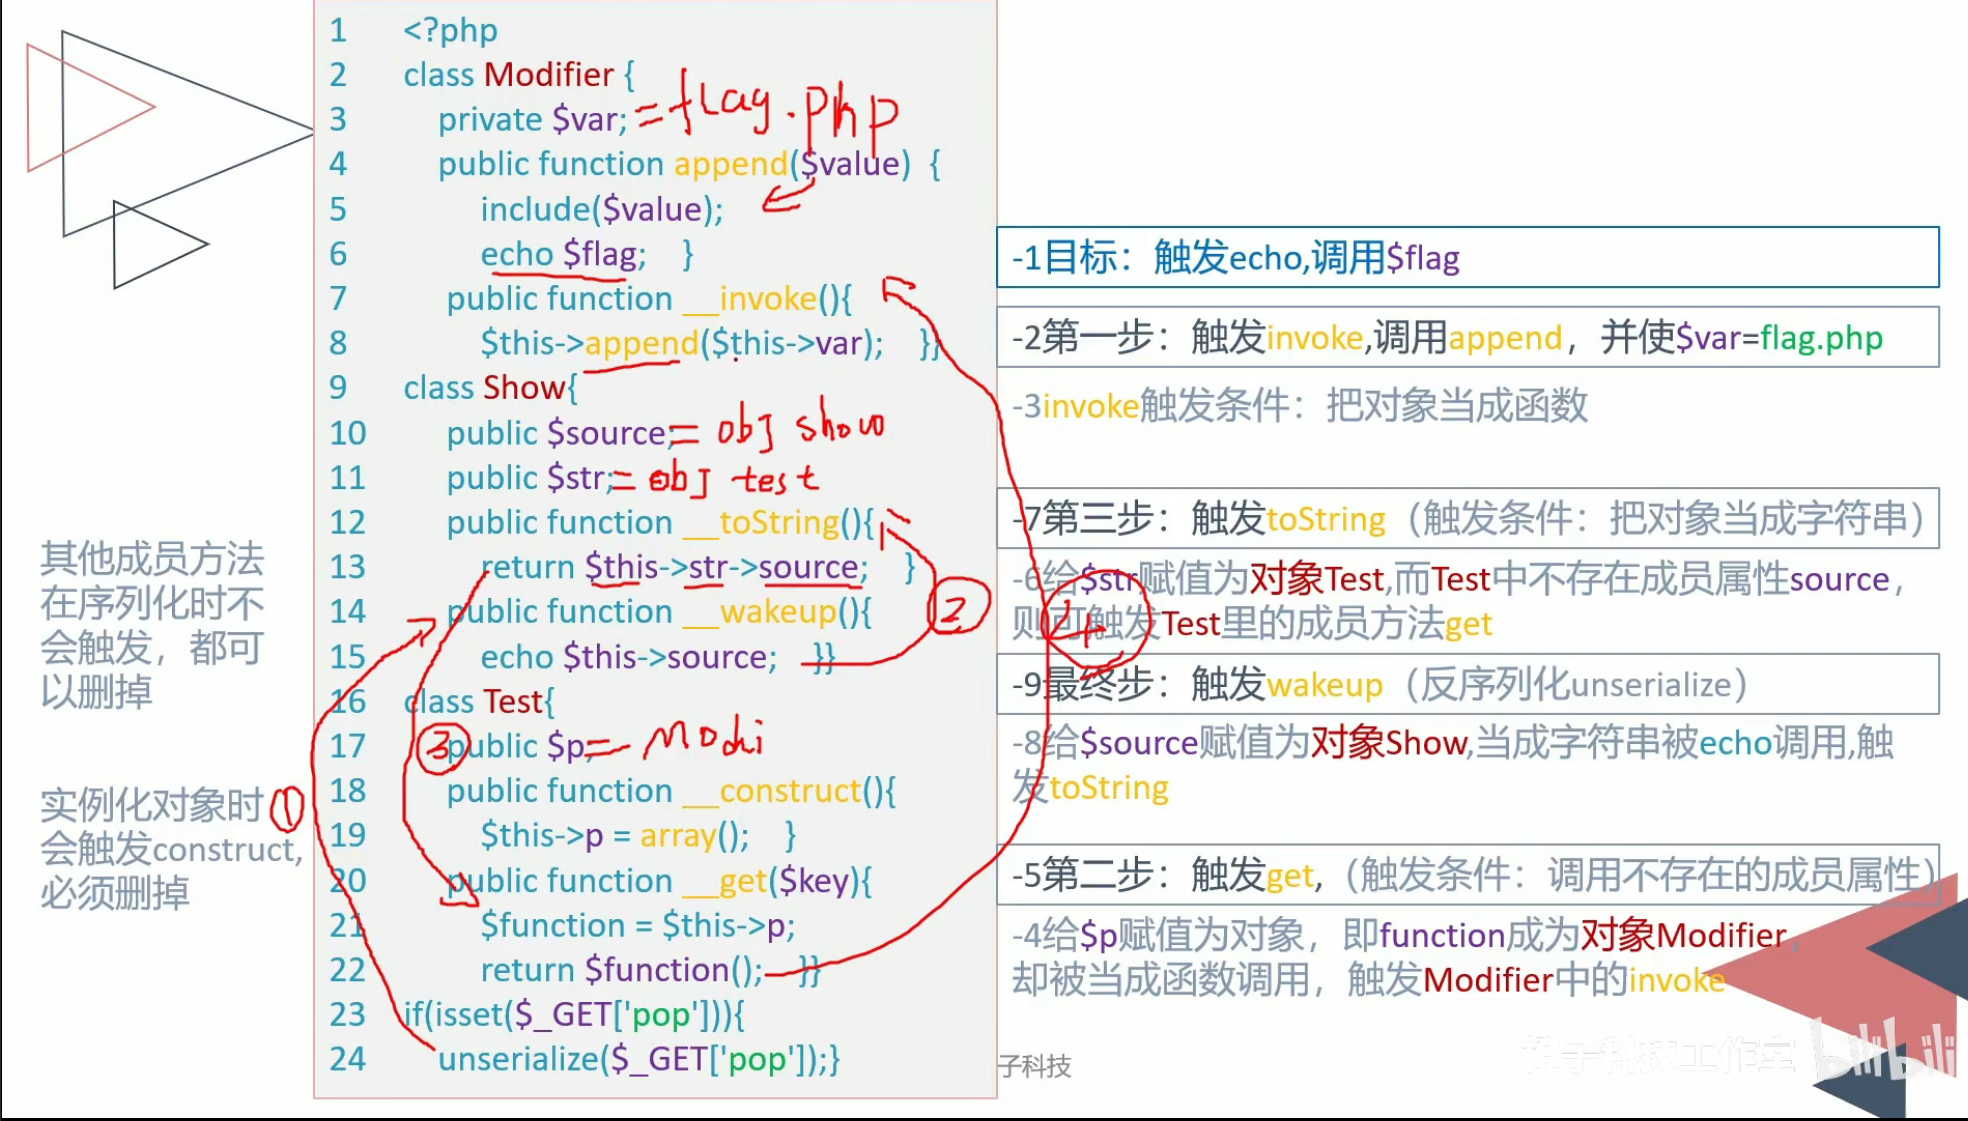 1 <?php
2 class Modifier {
3 private $var; =flag.php
4 public function append($value) {
5 include($value);
6 echo $flag; }
7 public function __invoke(){
8 $this->append($this->var); }}
9 class Show{
10 public $source; = obj show
11 public $str; = obj test
12 public function __toString(){
13 return $this->str->source; }
14 public function __wakeup(){
15 echo $this->source; }}
16 class Test{
17 public $p; = Modi
18 public function __construct(){
19 $this->p = array(); }
20 public function __get($key){
21 $function = $this->p;
22 return $function(); }}
23 if(isset($_GET['pop'])){
24 unserialize($_GET['pop']);}
①
②
③
4
其他成员方法
在序列化时不
会触发，都可
以删掉
实例化对象时
会触发construct,
必须删掉
-1目标：触发echo,调用$flag
-2第一步：触发invoke,调用append，并使$var=flag.php
-3invoke触发条件：把对象当成函数
-7第三步：触发toString（触发条件：把对象当成字符串）
-6给$str赋值为对象Test,而Test中不存在成员属性source，
则可触发Test里的成员方法get
-9最终步：触发wakeup（反序列化unserialize）
-8给$source赋值为对象Show,当成字符串被echo调用,触
发toString
-5第二步：触发get,（触发条件：调用不存在的成员属性）
-4给$p赋值为对象，即function成为对象Modifier，
却被当成函数调用，触发Modifier中的invoke
子科技
子科技工作室
bilibili